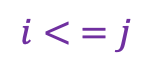 i <= j